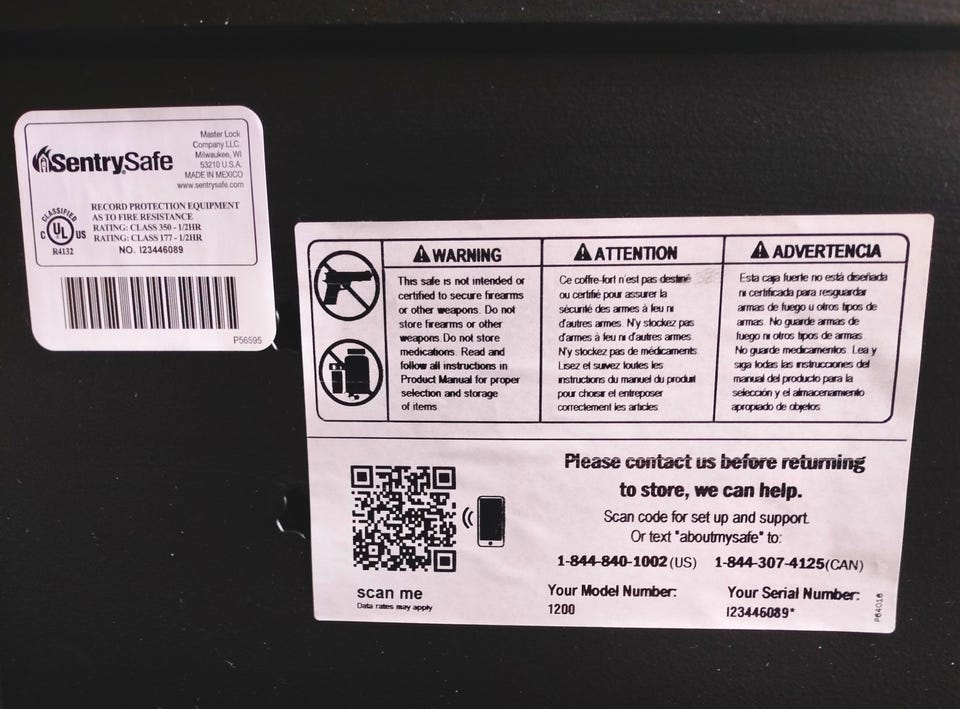 SentrySafe
Master Lock
Company LLC.
Milwaukee, WI
53210 U.S.A.
MADE IN MEXICO
www.sentrysafe.com
CLASSIFIED
C UL US
R4132
RECORD PROTECTION EQUIPMENT
AS TO FIRE RESISTANCE
RATING: CLASS 350 - 1/2HR
RATING: CLASS 177 - 1/2HR
NO. I23446089
P56595
WARNING
This safe is not intended or
certified to secure firearms
or other weapons. Do not
store firearms or other
weapons. Do not store
medications. Read and
follow all instructions in
Product Manual for proper
selection and storage
of items
ATTENTION
Ce coffre-fort n'est pas destiné
ou certifié pour assurer la
sécurité des armes à feu ni
d'autres armes. N'y stockez pas
d'armes à feu ni d'autres armes.
N'y stockez pas de médicaments
Lisez et suivez toutes les
instructions du manuel du produit
pour choisir et entreposer
correctement les articles
ADVERTENCIA
Esta caja fuerte no está diseñada
ni certificada para resguardar
armas de fuego u otros tipos de
armas. No guarde armas de
fuego ni otros tipos de armas
No guarde medicamentos. Lea y
siga todas las instrucciones del
manual del producto para la
selección y el almacenamiento
apropiado de objetos
scan me
Data rates may apply
Please contact us before returning
to store, we can help.
Scan code for set up and support.
Or text "aboutmysafe" to:
1-844-840-1002 (US) 1-844-307-4125 (CAN)
Your Model Number: Your Serial Number:
1200 I23446089*
P64016